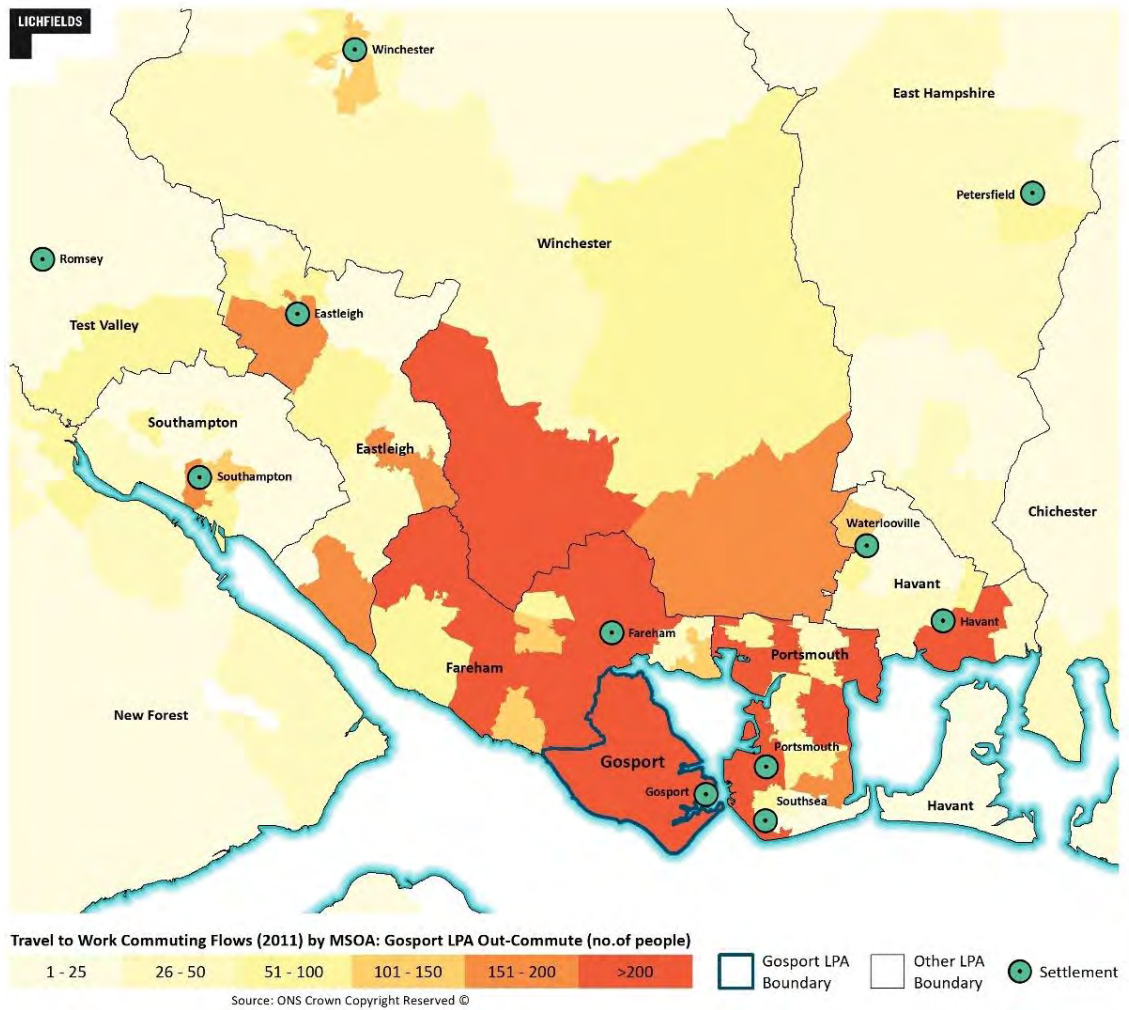 LICHFIELDS
Winchester
East Hampshire
Petersfield
Winchester
Romsey
Eastleigh
Test Valley
Southampton
Eastleigh
Southampton
Chichester
Waterlooville
Havant
Havant
Fareham
Portsmouth
Fareham
New Forest
Portsmouth
Gosport
Gosport
Southsea
Havant
Travel to Work Commuting Flows (2011) by MSOA: Gosport LPA Out-Commute (no.of people)
1 - 25 26 - 50 51 - 100 101 - 150 151 - 200 >200
Gosport LPA
Boundary
Other LPA
Boundary
Settlement
Source: ONS Crown Copyright Reserved ©